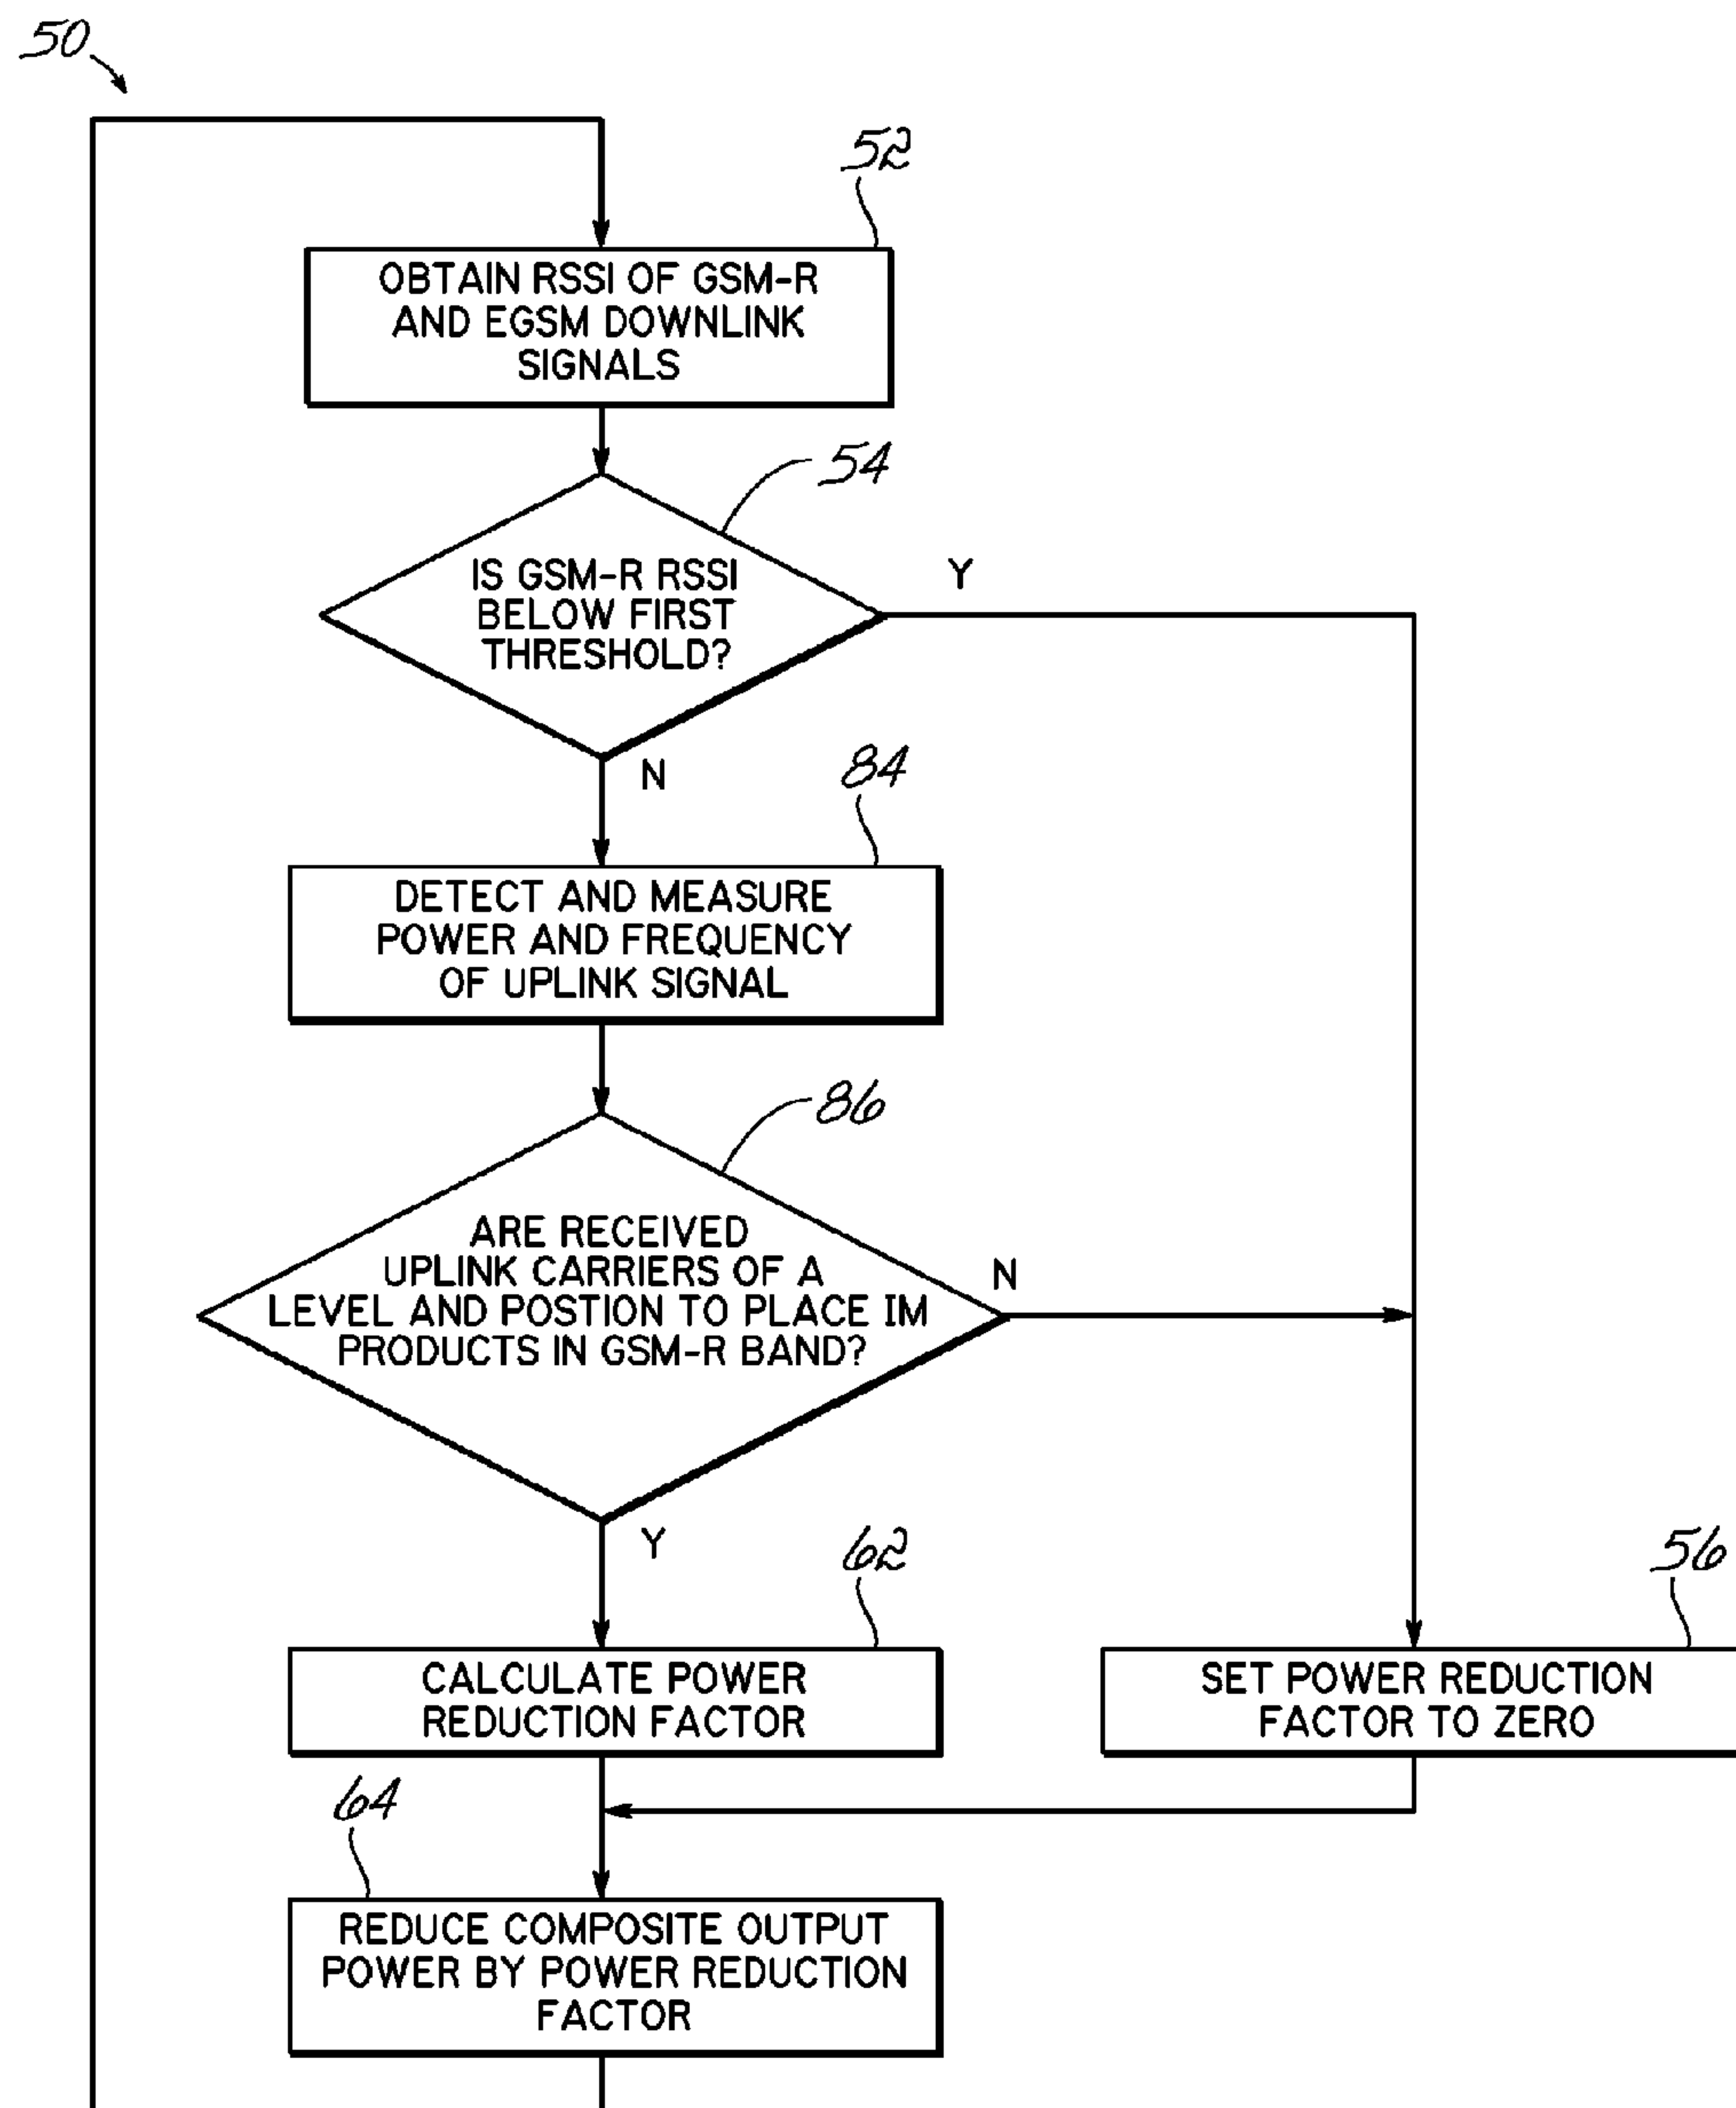 50
52
OBTAIN RSSI OF GSM-R
AND EGSM DOWNLINK
SIGNALS
54
IS GSM-R RSSI
BELOW FIRST
THRESHOLD?
Y
N
84
DETECT AND MEASURE
POWER AND FREQUENCY
OF UPLINK SIGNAL
86
ARE RECEIVED
UPLINK CARRIERS OF A
LEVEL AND POSTION TO PLACE IM
PRODUCTS IN GSM-R BAND?
N
Y
62
CALCULATE POWER
REDUCTION FACTOR
56
SET POWER REDUCTION
FACTOR TO ZERO
64
REDUCE COMPOSITE OUTPUT
POWER BY POWER REDUCTION
FACTOR